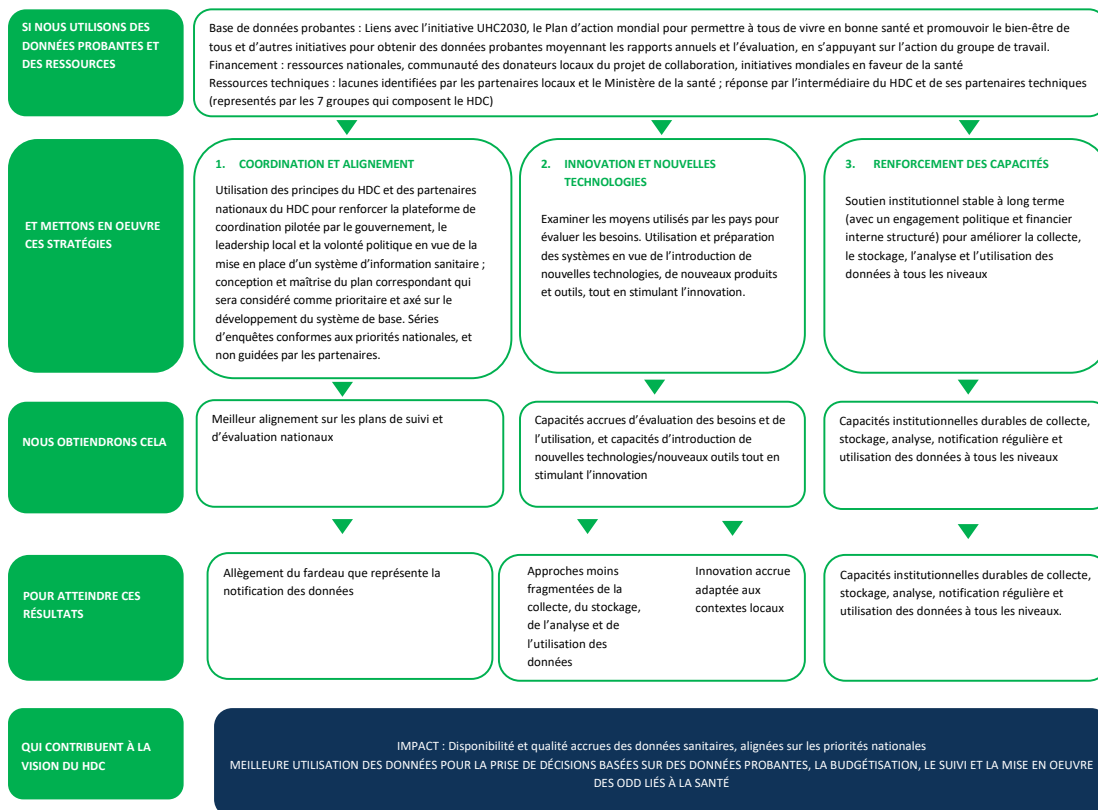 SI NOUS UTILISONS DES
DONNÉES PROBANTES ET
DES RESSOURCES
Base de données probantes : Liens avec l'initiative UHC2030, le Plan d'action mondial pour permettre à tous de vivre en bonne santé et promouvoir le bien-être de
tous et d'autres initiatives pour obtenir des données probantes moyennant les rapports annuels et l'évaluation, en s'appuyant sur l'action du groupe de travail.
Financement : ressources nationales, communauté des donateurs locaux du projet de collaboration, initiatives mondiales en faveur de la santé
Ressources techniques : lacunes identifiées par les partenaires locaux et le Ministère de la santé ; réponse par l'intermédiaire du HDC et de ses partenaires techniques
(representés par les 7 groupes qui composent le HDC)
ET METTONS EN OEUVRE
CES STRATÉGIES
1. COORDINATION ET ALIGNEMENT
Utilisation des principes du HDC et des partenaires
nationaux du HDC pour renforcer la plateforme de
coordination pilotée par le gouvernement, le
leadership local et la volonté politique en vue de la
mise en place d'un système d'information sanitaire ;
conception et maîtrise du plan correspondant qui
sera considéré comme prioritaire et axé sur le
développement du système de base. Séries
d'enquêtes conformes aux priorités nationales, et
non guidées par les partenaires.
2. INNOVATION ET NOUVELLES
TECHNOLOGIES
Examiner les moyens utilisés par les pays pour
évaluer les besoins. Utilisation et préparation
des systèmes en vue de l'introduction de
nouvelles technologies, de nouveaux produits
et outils, tout en stimulant l'innovation.
3. RENFORCEMENT DES CAPACITÉS
Soutien institutionnel stable à long terme
(avec un engagement politique et financier
interne structuré) pour améliorer la collecte,
le stockage, l'analyse et l'utilisation des
données à tous les niveaux
NOUS OBTIENDRONS CELA
Meilleur alignement sur les plans de suivi et
d'évaluation nationaux
Capacités accrues d'évaluation des besoins et de
l'utilisation, et capacités d'introduction de
nouvelles technologies/nouveaux outils tout en
stimulant l'innovation
Capacités institutionnelles durables de collecte,
stockage, analyse, notification régulière et
utilisation des données à tous les niveaux
POUR ATTEINDRE CES
RÉSULTATS
Allègement du fardeau que représente la
notification des données
Approches moins
fragmentées de la
collecte, du stockage,
de l'analyse et de
l'utilisation des
données
Innovation accrue
adaptée aux
contextes locaux
Capacités institutionnelles durables de collecte,
stockage, analyse, notification régulière et
utilisation des données à tous les niveaux.
QUI CONTRIBUENT À LA
VISION DU HDC
IMPACT : Disponibilité et qualité accrues des données sanitaires, alignées sur les priorités nationales
MEILLEURE UTILISATION DES DONNÉES POUR LA PRISE DE DÉCISIONS BASÉES SUR DES DONNÉES PROBANTES, LA BUDGÉTISATION, LE SUIVI ET LA MISE EN OEUVRE
DES ODD LIÉS À LA SANTÉ